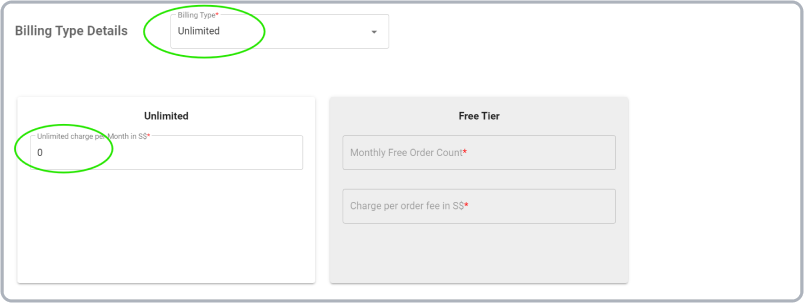 Billing Type*
Billing Type Details
Unlimited
Unlimited
Unlimited charge per Month in S$*
0
Free Tier
Monthly Free Order Count*
Charge per order fee in S$*